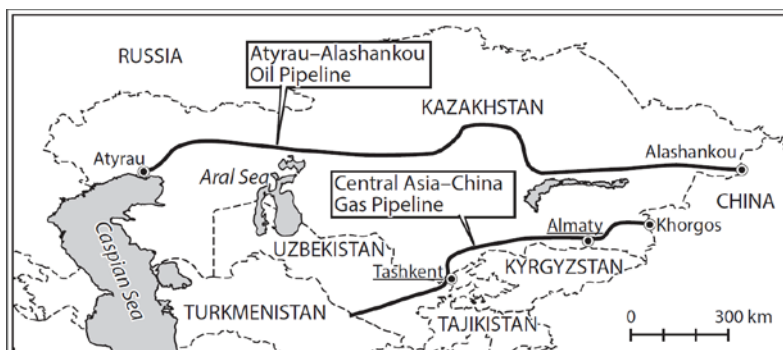 RUSSIA
Atyrau–Alashankou
Oil Pipeline
KAZAKHSTAN
Atyrau
Aral Sea
Alashankou
Central Asia–China
Gas Pipeline
CHINA
Caspian Sea
Almaty
Khorgos
UZBEKISTAN
Tashkent
KYRGYZSTAN
TURKMENISTAN
TAJIKISTAN
0 300 km